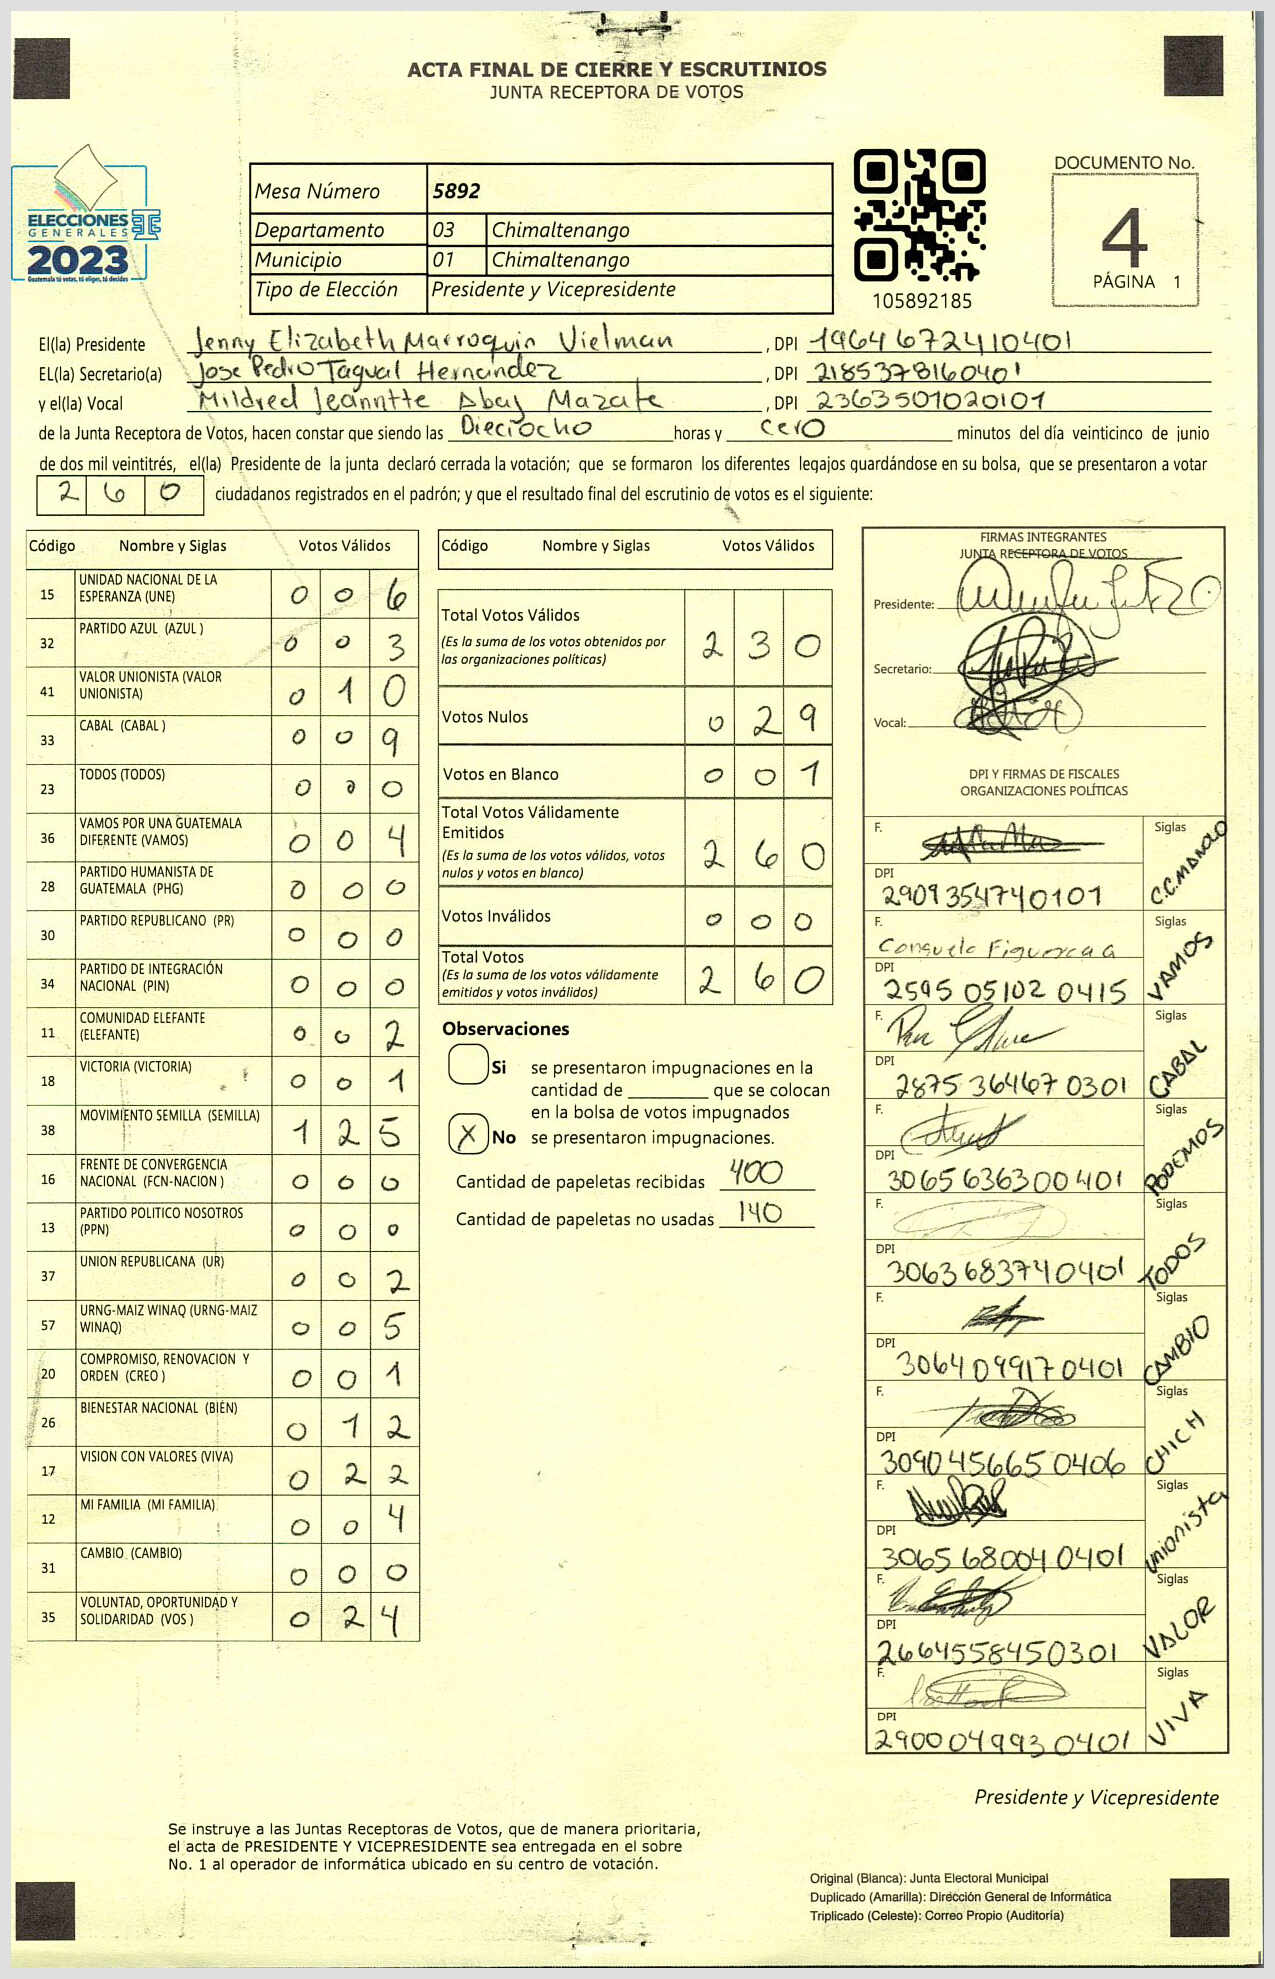 ACTA FINAL DE CIERRE Y ESCRUTINIOS
JUNTA RECEPTORA DE VOTOS
ELECCIONES
GENERALES
2023
Guatemala tú votas, tú eliges, tú decides
Mesa Número 5892
Departamento 03 Chimaltenango
Municipio 01 Chimaltenango
Tipo de Elección Presidente y Vicepresidente
105892185
DOCUMENTO No.
4
PÁGINA 1
El(la) Presidente Jenny Elizabeth Marroquin Vielman, DPI 1964672410401
EL(la) Secretario(a) Jose Pedro Tagual Hernández, DPI 2185378160401
y el(la) Vocal Mildred Jeanntte Abaj Mazate, DPI 2363501020101
de la Junta Receptora de Votos, hacen constar que siendo las Dieciocho horas y cero minutos del día veinticinco de junio
de dos mil veintitrés, el(la) Presidente de la junta declaró cerrada la votación; que se formaron los diferentes legajos guardándose en su bolsa, que se presentaron a votar
260 ciudadanos registrados en el padrón; y que el resultado final del escrutinio de votos es el siguiente:
Código Nombre y Siglas Votos Válidos
15 UNIDAD NACIONAL DE LA ESPERANZA (UNE) 0 0 6
32 PARTIDO AZUL (AZUL ) 0 0 3
41 VALOR UNIONISTA (VALOR UNIONISTA) 0 1 0
33 CABAL (CABAL ) 0 0 9
23 TODOS (TODOS) 0 0 0
36 VAMOS POR UNA GUATEMALA DIFERENTE (VAMOS) 0 0 4
28 PARTIDO HUMANISTA DE GUATEMALA (PHG) 0 0 0
30 PARTIDO REPUBLICANO (PR) 0 0 0
34 PARTIDO DE INTEGRACIÓN NACIONAL (PIN) 0 0 0
11 COMUNIDAD ELEFANTE (ELEFANTE) 0 0 2
18 VICTORIA (VICTORIA) 0 0 1
38 MOVIMIENTO SEMILLA (SEMILLA) 1 2 5
16 FRENTE DE CONVERGENCIA NACIONAL (FCN-NACION ) 0 0 0
13 PARTIDO POLITICO NOSOTROS (PPN) 0 0 0
37 UNION REPUBLICANA (UR) 0 0 2
57 URNG-MAIZ WINAQ (URNG-MAIZ WINAQ) 0 0 5
20 COMPROMISO, RENOVACION Y ORDEN (CREO ) 0 0 1
26 BIENESTAR NACIONAL (BIEN) 0 1 2
17 VISION CON VALORES (VIVA) 0 2 2
12 MI FAMILIA (MI FAMILIA) 0 0 4
31 CAMBIO (CAMBIO) 0 0 0
35 VOLUNTAD, OPORTUNIDAD Y SOLIDARIDAD (VOS ) 0 2 4
Código Nombre y Siglas Votos Válidos
Total Votos Válidos 2 3 0
(Es la suma de los votos obtenidos por las organizaciones políticas)
Votos Nulos 0 2 9
Votos en Blanco 0 0 1
Total Votos Válidamente Emitidos 2 6 0
(Es la suma de los votos válidos, votos nulos y votos en blanco)
Votos Inválidos 0 0 0
Total Votos 2 6 0
(Es la suma de los votos válidamente emitidos y votos inválidos)
Observaciones
Si se presentaron impugnaciones en la
cantidad de ________ que se colocan
en la bolsa de votos impugnados
X No se presentaron impugnaciones.
Cantidad de papeletas recibidas 400
Cantidad de papeletas no usadas 140
FIRMAS INTEGRANTES
JUNTA RECEPTORA DE VOTOS
Presidente:
Secretario:
Vocal:
DPI Y FIRMAS DE FISCALES
ORGANIZACIONES POLÍTICAS
F. Siglas C.C.MANOLO
DPI 2909354740101
F. Consuelo Figueroa Siglas VAMOS
DPI 2595 05102 0415
F. Siglas CABAL
DPI 2875 36467 0301
F. Siglas PODEMOS
DPI 3065636300401
F. Siglas TODOS
DPI 3063683740401
F. Siglas CAMBIO
DPI 3064099170401
F. Siglas CHICH
DPI 3090456650406
F. Siglas unionista
DPI 3065680040401
F. Siglas VALOR
DPI 2664558450301
F. Siglas VIVA
DPI 2900049930401
Presidente y Vicepresidente
Se instruye a las Juntas Receptoras de Votos, que de manera prioritaria,
el acta de PRESIDENTE Y VICEPRESIDENTE sea entregada en el sobre
No. 1 al operador de informática ubicado en su centro de votación.
Original (Blanca): Junta Electoral Municipal
Duplicado (Amarilla): Dirección General de Informática
Triplicado (Celeste): Correo Propio (Auditoría)